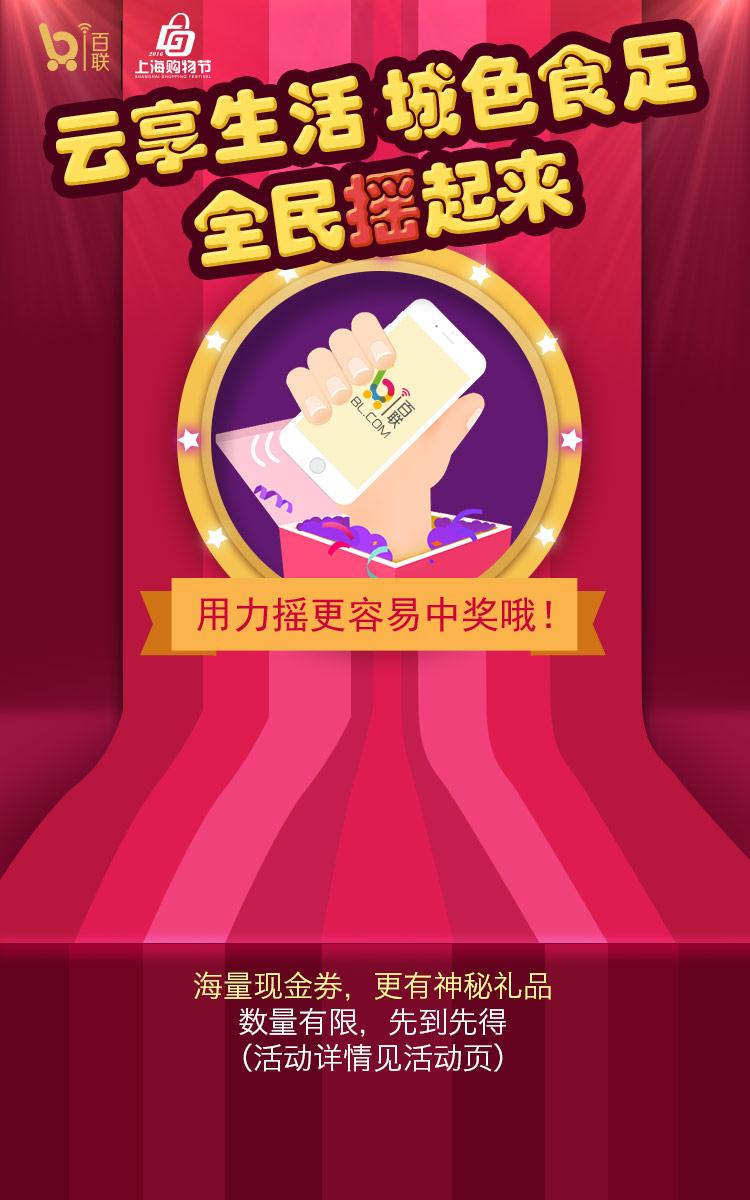 百联
2016
上海购物节
SHANGHAI SHOPPING FESTIVAL
云享生活 城色食足
全民摇起来
百联
BL.COM
用力摇更容易中奖哦！
海量现金券，更有神秘礼品
数量有限，先到先得
（活动详情见活动页）